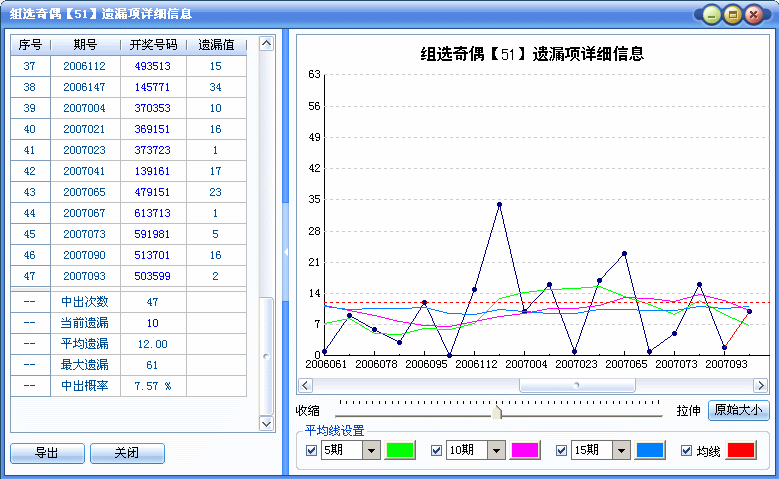 组选奇偶【51】遗漏项详细信息
序号 期号 开奖号码 遗漏值
37 2006112 493513 15
38 2006147 145771 34
39 2007004 370353 10
40 2007021 369151 16
41 2007023 373723 1
42 2007041 139161 17
43 2007065 479151 23
44 2007067 613713 1
45 2007073 591981 5
46 2007090 513701 16
47 2007093 503599 2
-- 中出次数 47
-- 当前遗漏 10
-- 平均遗漏 12.00
-- 最大遗漏 61
-- 中出概率 7.57 %
导出 关闭
组选奇偶【51】遗漏项详细信息
63
56
49
42
35
28
21
14
7
0
2006061 2006078 2006095 2006112 2007004 2007023 2007065 2007073 2007093
收缩 拉伸 原始大小
平均线设置
5期 10期 15期 均线